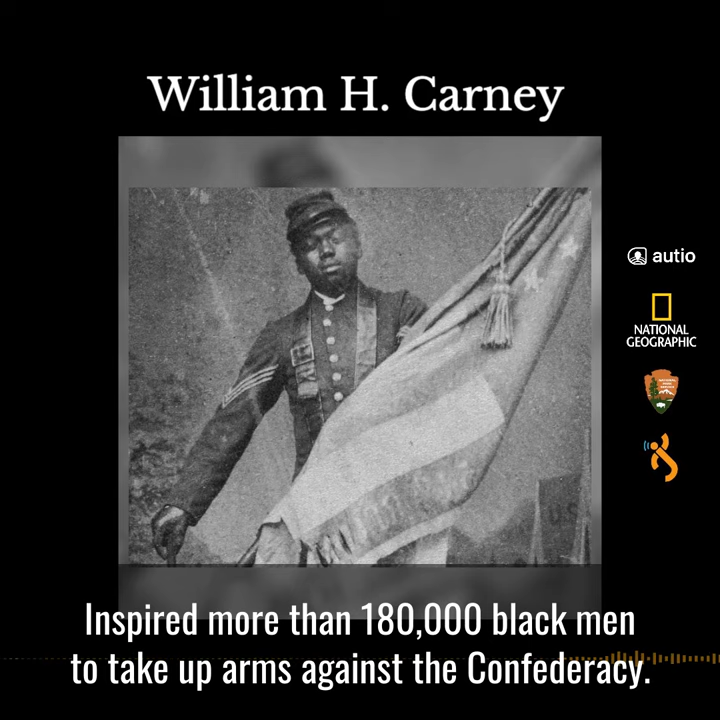 William H. Carney
autio
NATIONAL
GEOGRAPHIC
U.S
Inspired more than 180,000 black men
to take up arms against the Confederacy.